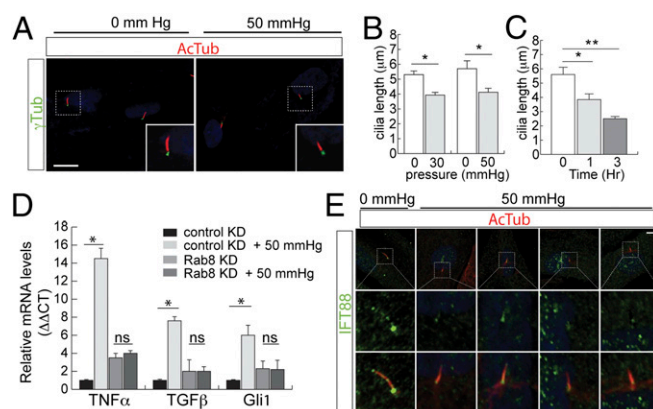 A
0 mm Hg
50 mmHg
AcTub
γTub
B
cilia length (μm)
8
7
6
5
4
3
2
1
0
*
*
0 30 0 50
pressure (mmHg)
C
cilia length (μm)
8
7
6
5
4
3
2
1
0
**
*
0 1 3
Time (Hr)
D
Relative mRNA levels
(ΔΔCT)
18
16
14
12
8
6
4
2
0
control KD
control KD + 50 mmHg
Rab8 KD
Rab8 KD + 50 mmHg
*
*
*
ns
ns
ns
TNFα TGFβ Gli1
E
0 mmHg
50 mmHg
AcTub
IFT88